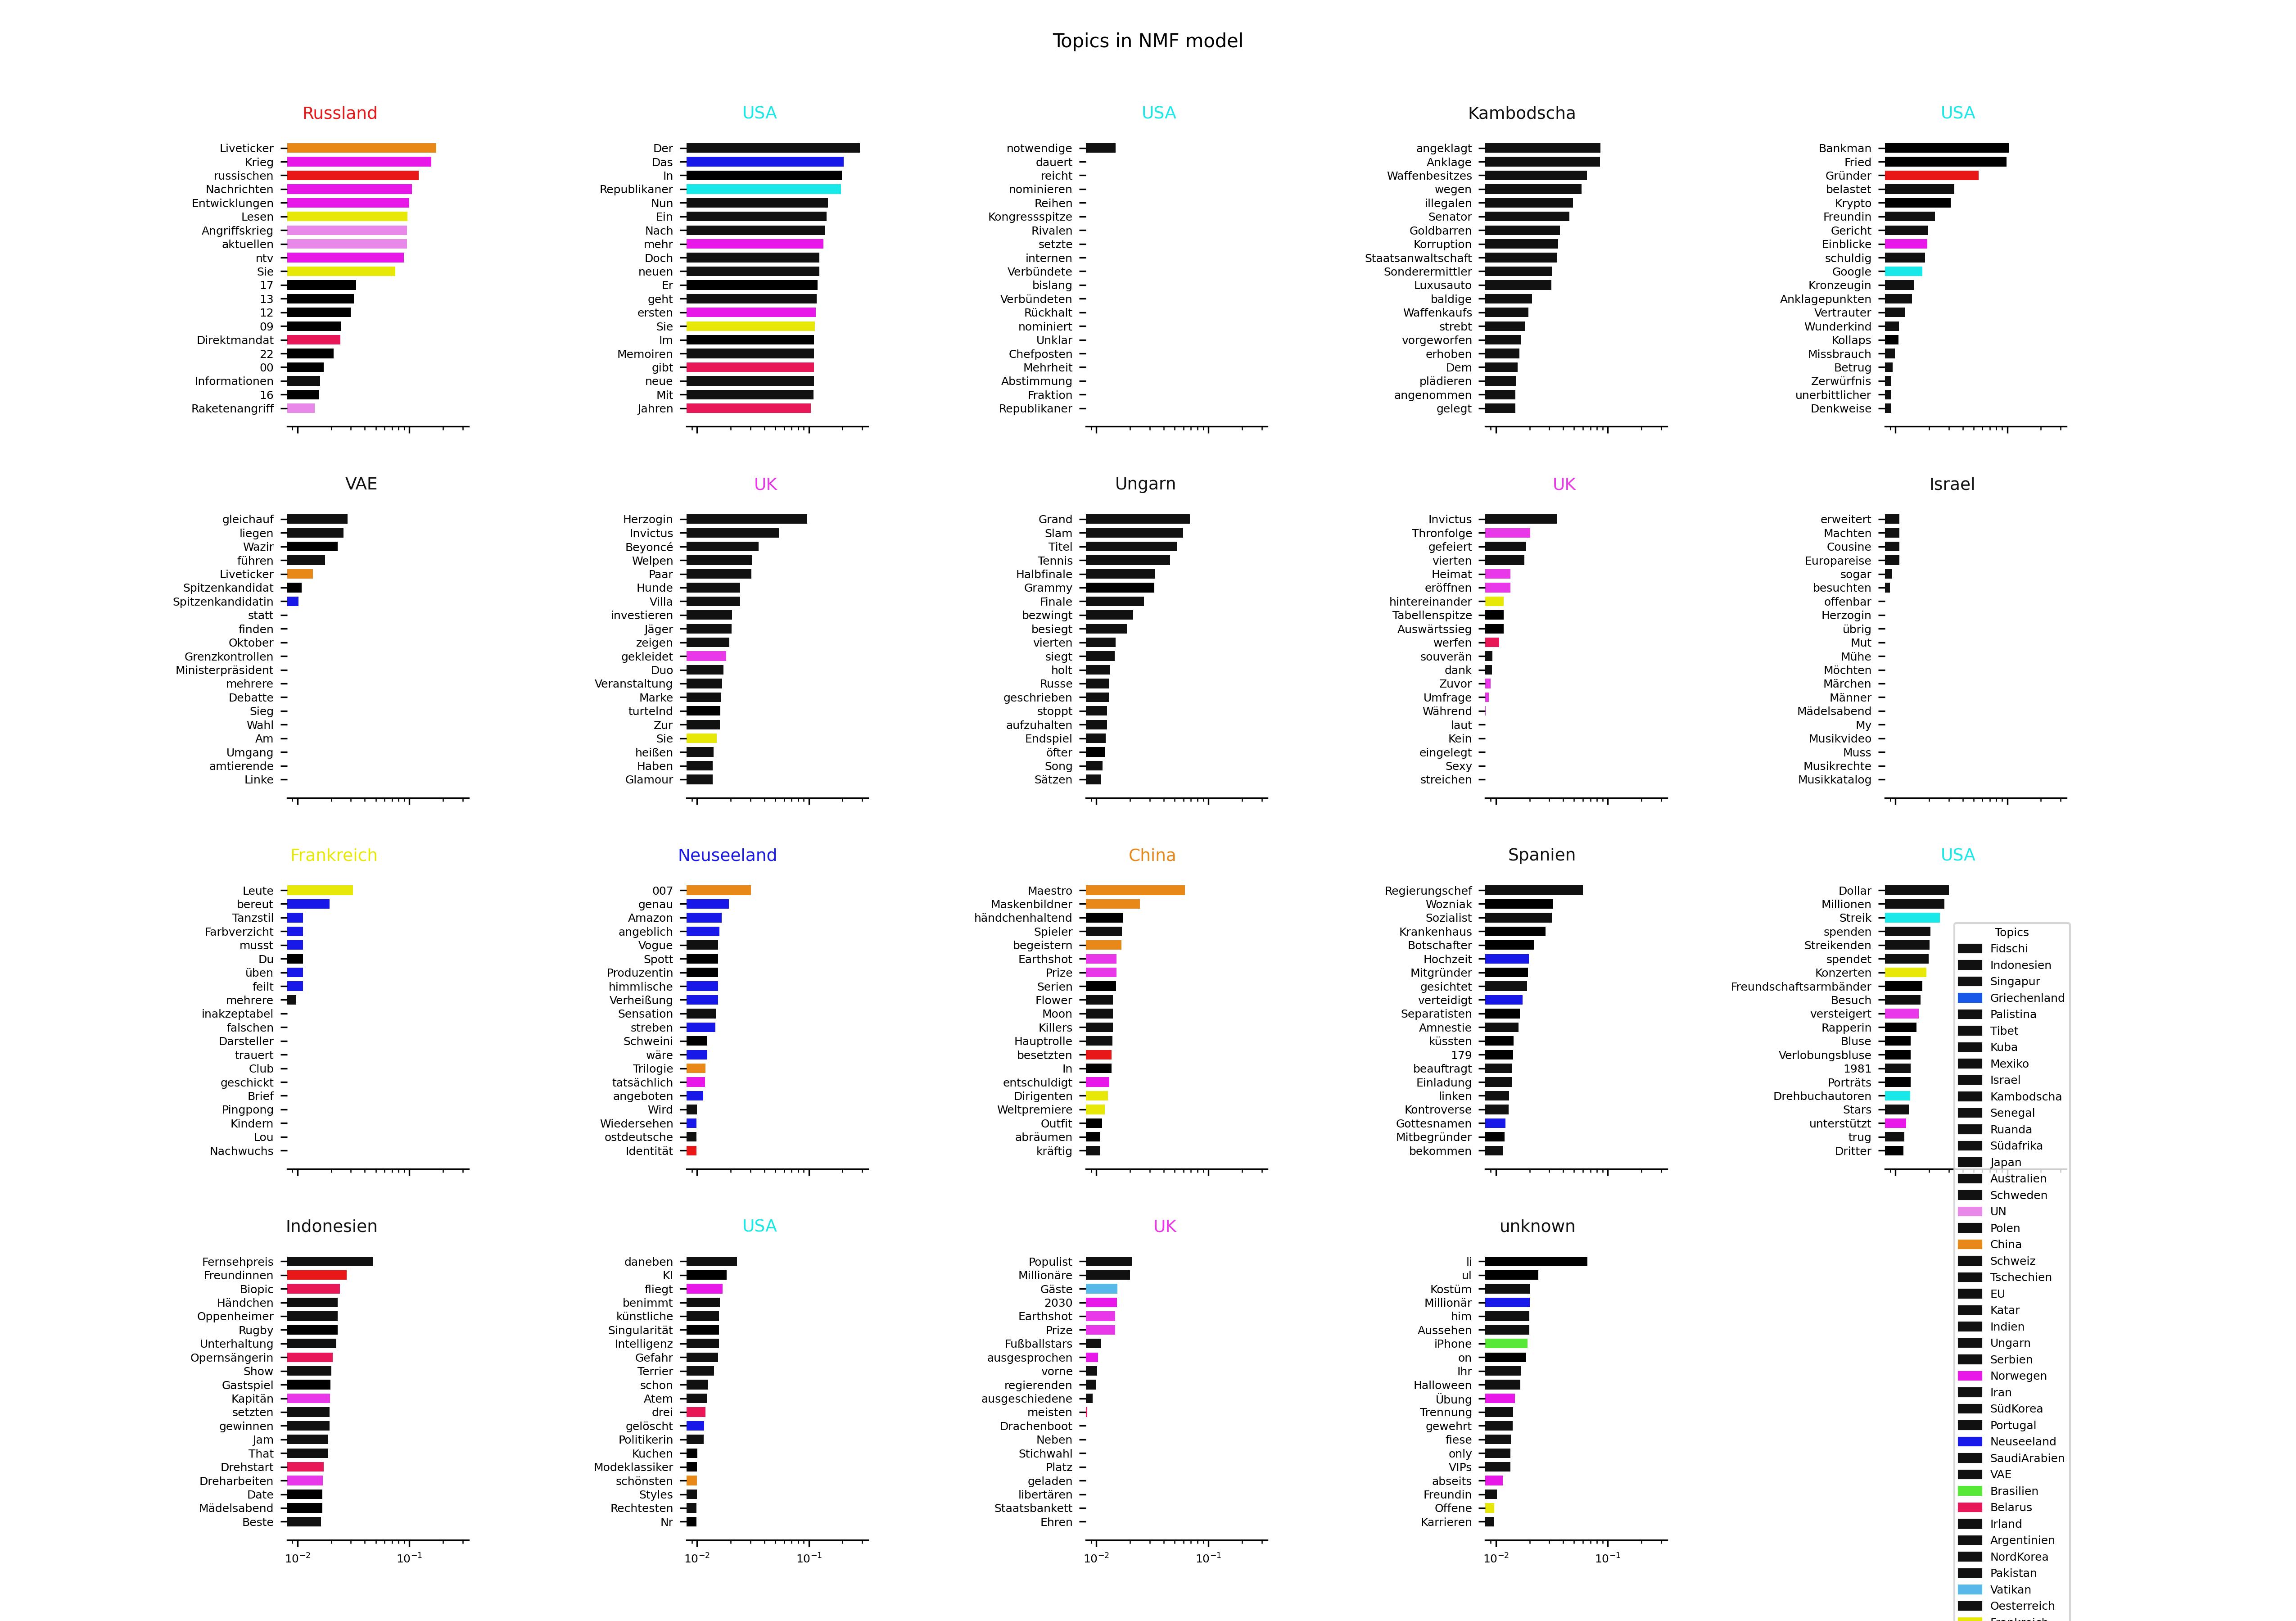 Topics in NMF model
Russland
Liveticker
Krieg
russischen
Nachrichten
Entwicklungen
Lesen
Angriffskrieg
aktuellen
ntv
Sie
17
13
12
09
Direktmandat
22
00
Informationen
16
Raketenangriff
USA
Der
Das
In
Republikaner
Nun
Ein
Nach
mehr
Doch
neuen
Er
geht
ersten
Sie
Im
Memoiren
gibt
neue
Mit
Jahren
USA
notwendige
dauert
reicht
nominieren
Reihen
Kongressspitze
Rivalen
setzte
internen
Verbündete
bislang
Verbündeten
Rückhalt
nominiert
Unklar
Chefposten
Mehrheit
Abstimmung
Fraktion
Republikaner
Kambodscha
angeklagt
Anklage
Waffenbesitzes
wegen
illegalen
Senator
Goldbarren
Korruption
Staatsanwaltschaft
Sonderermittler
Luxusauto
baldige
Waffenkaufs
strebt
vorgeworfen
erhoben
Dem
plädieren
angenommen
gelegt
USA
Bankman
Fried
Gründer
belastet
Krypto
Freundin
Gericht
Einblicke
schuldig
Google
Kronzeugin
Anklagepunkten
Vertrauter
Wunderkind
Kollaps
Missbrauch
Betrug
Zerwürfnis
unerbittlicher
Denkweise
VAE
gleichauf
liegen
Wazir
führen
Liveticker
Spitzenkandidat
Spitzenkandidatin
statt
finden
Oktober
Grenzkontrollen
Ministerpräsident
mehrere
Debatte
Sieg
Wahl
Am
Umgang
amtierende
Linke
UK
Herzogin
Invictus
Beyoncé
Welpen
Paar
Hunde
Villa
investieren
Jäger
zeigen
gekleidet
Duo
Veranstaltung
Marke
turtelnd
Zur
Sie
heißen
Haben
Glamour
Ungarn
Grand
Slam
Titel
Tennis
Halbfinale
Grammy
Finale
bezwingt
besiegt
vierten
siegt
holt
Russe
geschrieben
stoppt
aufzuhalten
Endspiel
öfter
Song
Sätzen
UK
Invictus
Thronfolge
gefeiert
vierten
Heimat
eröffnen
hintereinander
Tabellenspitze
Auswärtssieg
werfen
souverän
dank
Zuvor
Umfrage
Während
laut
Kein
eingelegt
Sexy
streichen
Israel
erweitert
Machten
Cousine
Europareise
sogar
besuchten
offenbar
Herzogin
übrig
Mut
Mühe
Möchten
Märchen
Männer
Mädelsabend
My
Musikvideo
Muss
Musikrechte
Musikkatalog
Frankreich
Leute
bereut
Tanzstil
Farbverzicht
musst
Du
üben
feilt
mehrere
inakzeptabel
falschen
Darsteller
trauert
Club
geschickt
Brief
Pingpong
Kindern
Lou
Nachwuchs
Neuseeland
007
genau
Amazon
angeblich
Vogue
Spott
Produzentin
himmlische
Verheißung
Sensation
streben
Schweini
wäre
Trilogie
tatsächlich
angeboten
Wird
Wiedersehen
ostdeutsche
Identität
China
Maestro
Maskenbildner
händchenhaltend
Spieler
begeistern
Earthshot
Prize
Serien
Flower
Moon
Killers
Hauptrolle
besetzten
In
entschuldigt
Dirigenten
Weltpremiere
Outfit
abräumen
kräftig
Spanien
Regierungschef
Wozniak
Sozialist
Krankenhaus
Botschafter
Hochzeit
Mitgründer
gesichtet
verteidigt
Separatisten
Amnestie
küssten
179
beauftragt
Einladung
linken
Kontroverse
Gottesnamen
Mitbegründer
bekommen
USA
Dollar
Millionen
Streik
spenden
Streikenden
spendet
Konzerten
Freundschaftsarmbänder
Besuch
versteigert
Rapperin
Bluse
Verlobungsbluse
1981
Porträts
Drehbuchautoren
Stars
unterstützt
trug
Dritter
Indonesien
Fernsehpreis
Freundinnen
Biopic
Händchen
Oppenheimer
Rugby
Unterhaltung
Opernsängerin
Show
Gastspiel
Kapitän
setzten
gewinnen
Jam
That
Drehstart
Dreharbeiten
Date
Mädelsabend
Beste
10⁻² 10⁻¹
USA
daneben
KI
fliegt
benimmt
künstliche
Singularität
Intelligenz
Gefahr
Terrier
schon
Atem
drei
gelöscht
Politikerin
Kuchen
Modeklassiker
schönsten
Styles
Rechtesten
Nr
10⁻² 10⁻¹
UK
Populist
Millionäre
Gäste
2030
Earthshot
Prize
Fußballstars
ausgesprochen
vorne
regierenden
ausgeschiedene
meisten
Drachenboot
Neben
Stichwahl
Platz
geladen
libertären
Staatsbankett
Ehren
10⁻² 10⁻¹
unknown
li
ul
Kostüm
Millionär
him
Aussehen
iPhone
on
Ihr
Halloween
Übung
Trennung
gewehrt
fiese
only
VIPs
abseits
Freundin
Offene
Karrieren
10⁻² 10⁻¹
Topics
Fidschi
Indonesien
Singapur
Griechenland
Palistina
Tibet
Kuba
Mexiko
Israel
Kambodscha
Senegal
Ruanda
Südafrika
Japan
Australien
Schweden
UN
Polen
China
Schweiz
Tschechien
EU
Katar
Indien
Ungarn
Serbien
Norwegen
Iran
SüdKorea
Portugal
Neuseeland
SaudiArabien
VAE
Brasilien
Belarus
Irland
Argentinien
NordKorea
Pakistan
Vatikan
Oesterreich
Frankreich